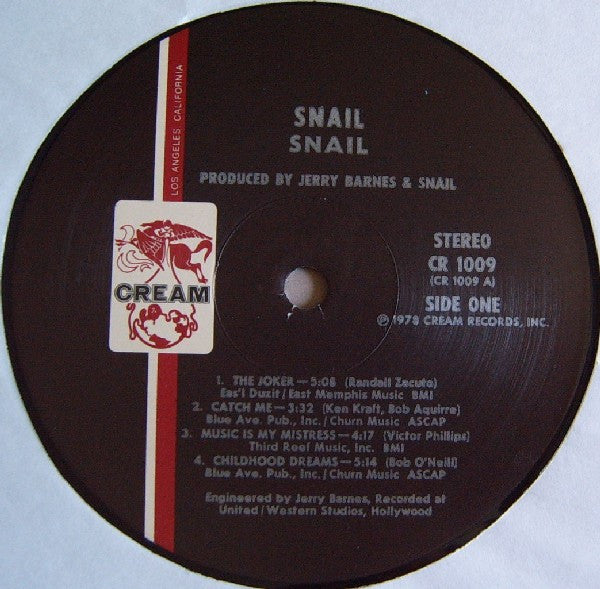 LOS ANGELES, CALIFORNIA
SNAIL
SNAIL
PRODUCED BY JERRY BARNES & SNAIL
CREAM
STEREO
CR 1009
(CR 1009 A)
SIDE ONE
℗ 1978 CREAM RECORDS, INC.
1. THE JOKER—5:08 (Randall Zacuto)
Eas'l Duzit/East Memphis Music BMI
2. CATCH ME—3:32 (Ken Kraft, Bob Aquirre)
Blue Ave. Pub., Inc./Churn Music ASCAP
3. MUSIC IS MY MISTRESS—4:17 (Victor Phillips)
Third Reef Music, Inc. BMI
4. CHILDHOOD DREAMS—5:14 (Bob O'Neill)
Blue Ave. Pub., Inc./Churn Music ASCAP
Engineered by Jerry Barnes, Recorded at
United/Western Studios, Hollywood